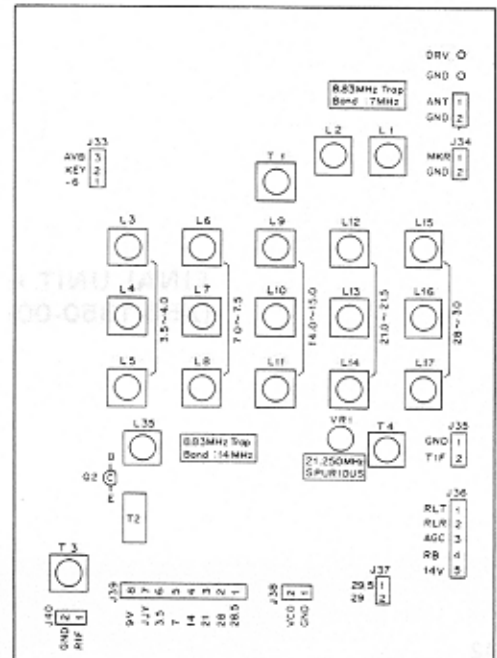 DRV
GND
8.83MHz Trap
Band : 7MHz
ANT 1
GND 2
J33
AVB 3
KEY 2
-6 1
L2
L1
J34
MKR 1
GND 2
T1
L3
L6
L9
L12
L15
L4
L7
L10
L13
L16
3.5~4.0
7.0~7.5
14.0~15.0
21.0~21.5
28~30
L5
L8
L11
L14
L17
L35
8.83MHz Trap
Band : 14MHz
VR1
T4
J35
GND 1
TIF 2
21.250MHz
SPURIOUS
Q2
T2
J36
RLT 1
RLR 2
AGC 3
RB 4
14V 5
T3
J37
29.5 1
29 2
J39
8 7 6 5 4 3 2 1
9V JJY 3.5 7 14 21 28 28.5
J38
2 1
VCO GND
J40
2 1
GND RIF